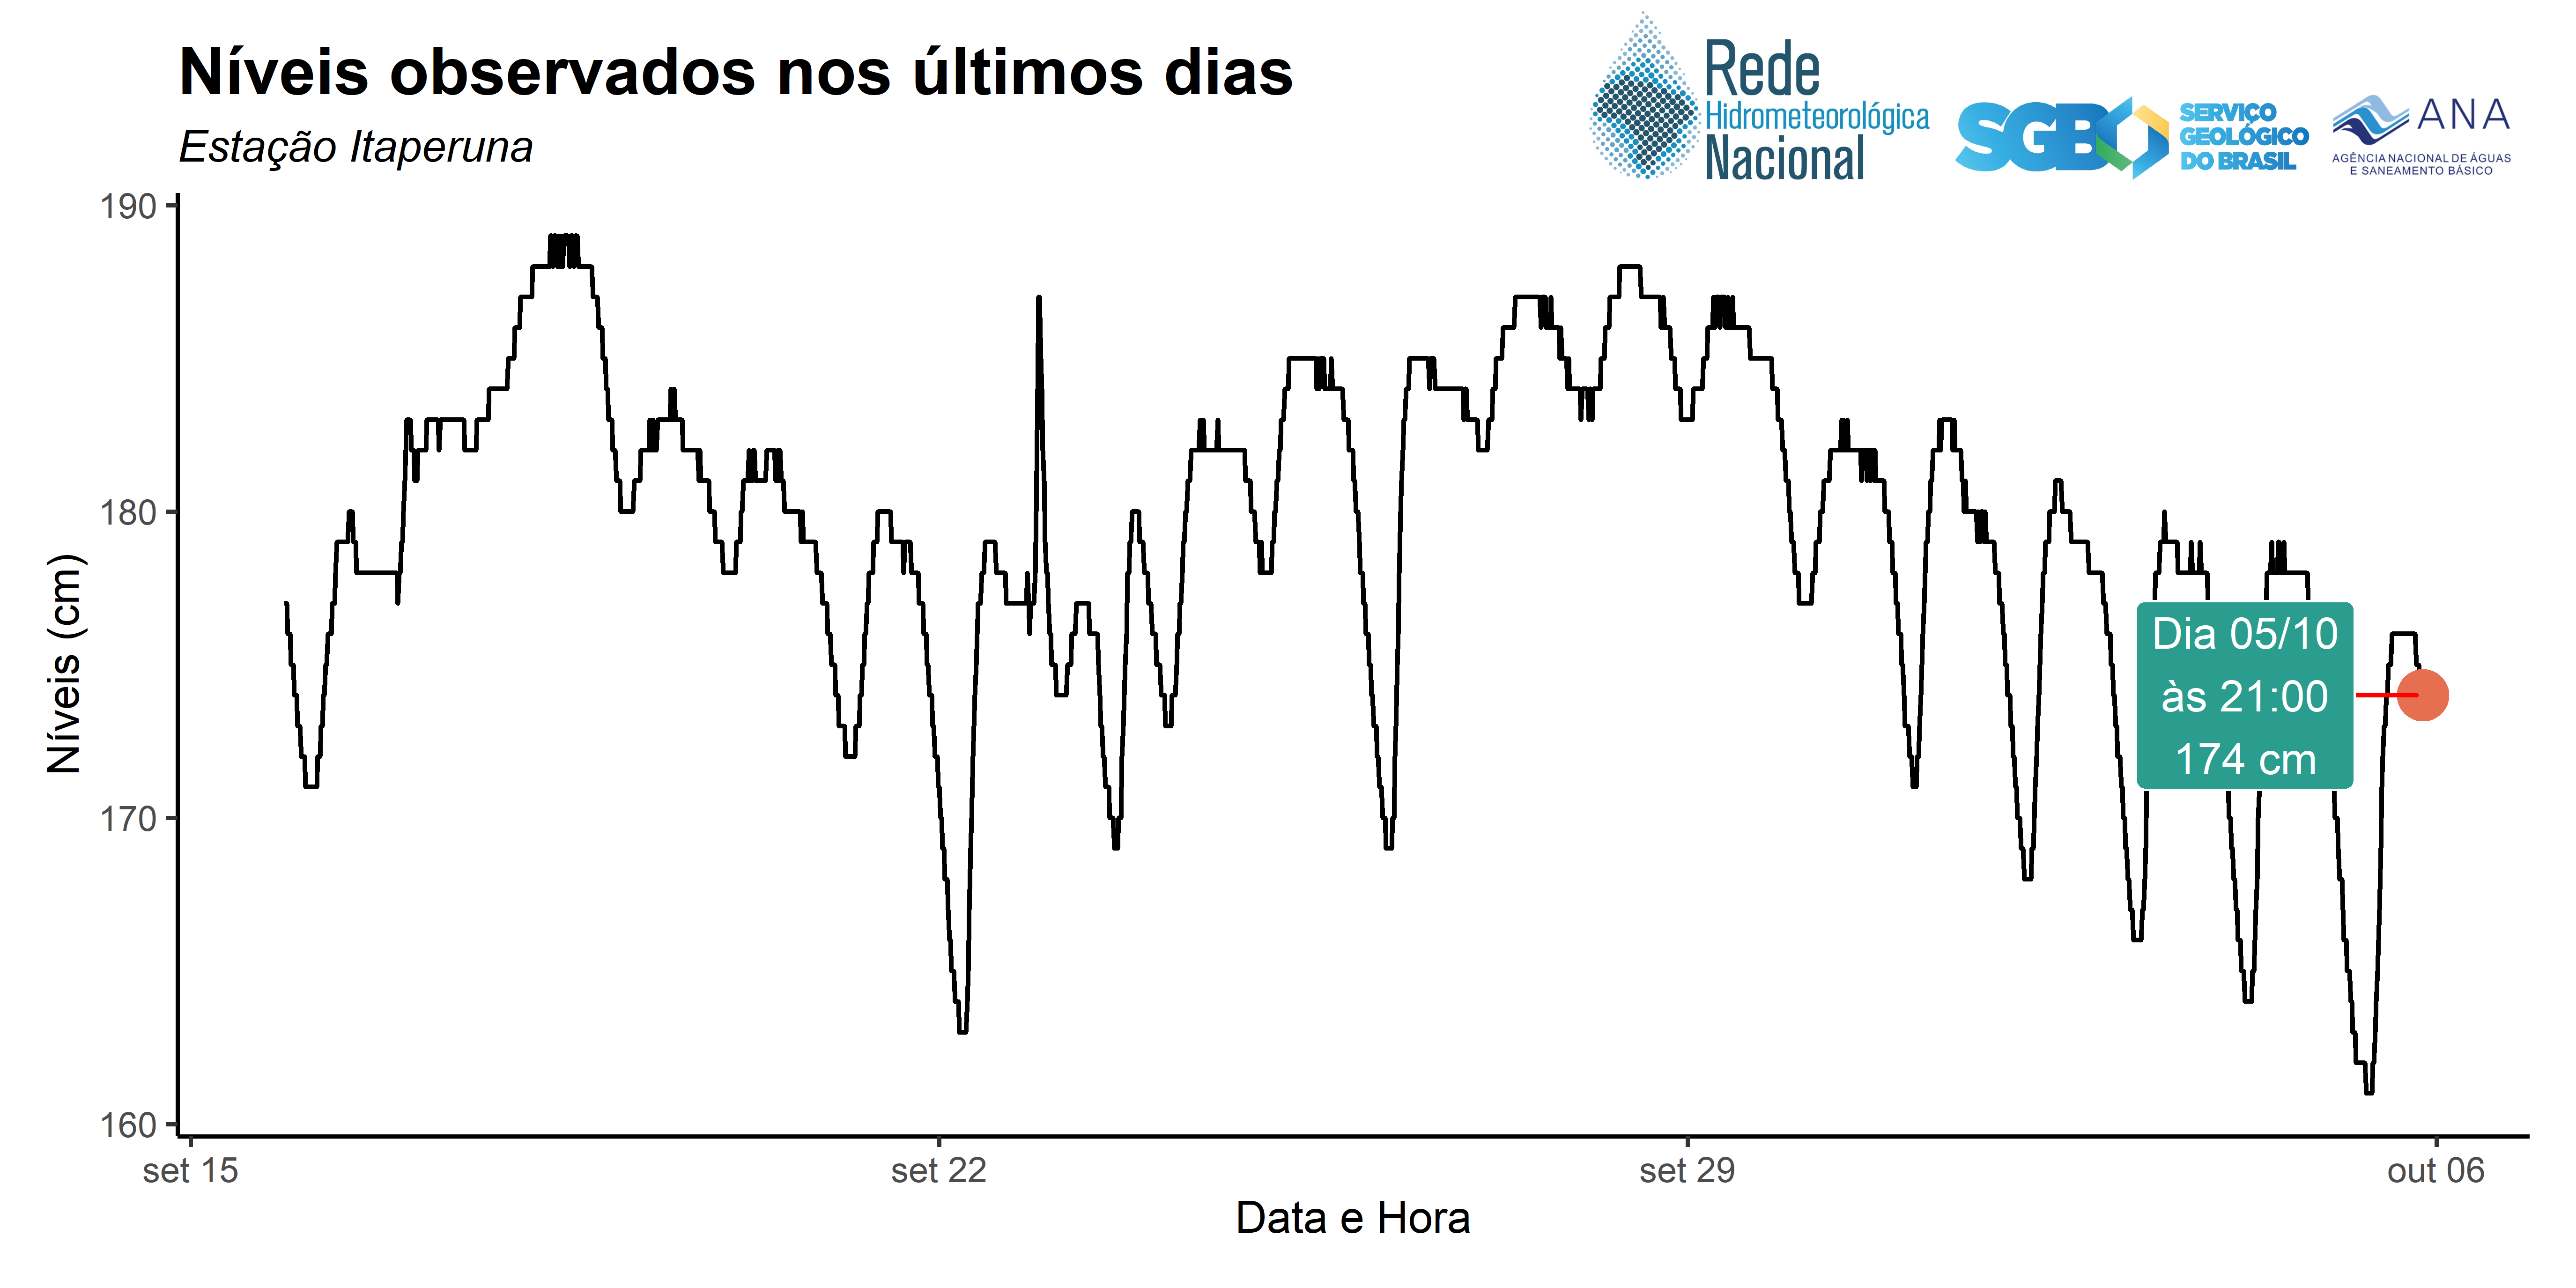 Níveis observados nos últimos dias
Estação Itaperuna
Rede
Hidrometeorológica
Nacional
SGB
SERVIÇO
GEOLÓGICO
DO BRASIL
ANA
AGÊNCIA NACIONAL DE ÁGUAS
E SANEAMENTO BÁSICO
190
180
170
160
Níveis (cm)
Dia 05/10
às 21:00
174 cm
set 15
set 22
set 29
out 06
Data e Hora